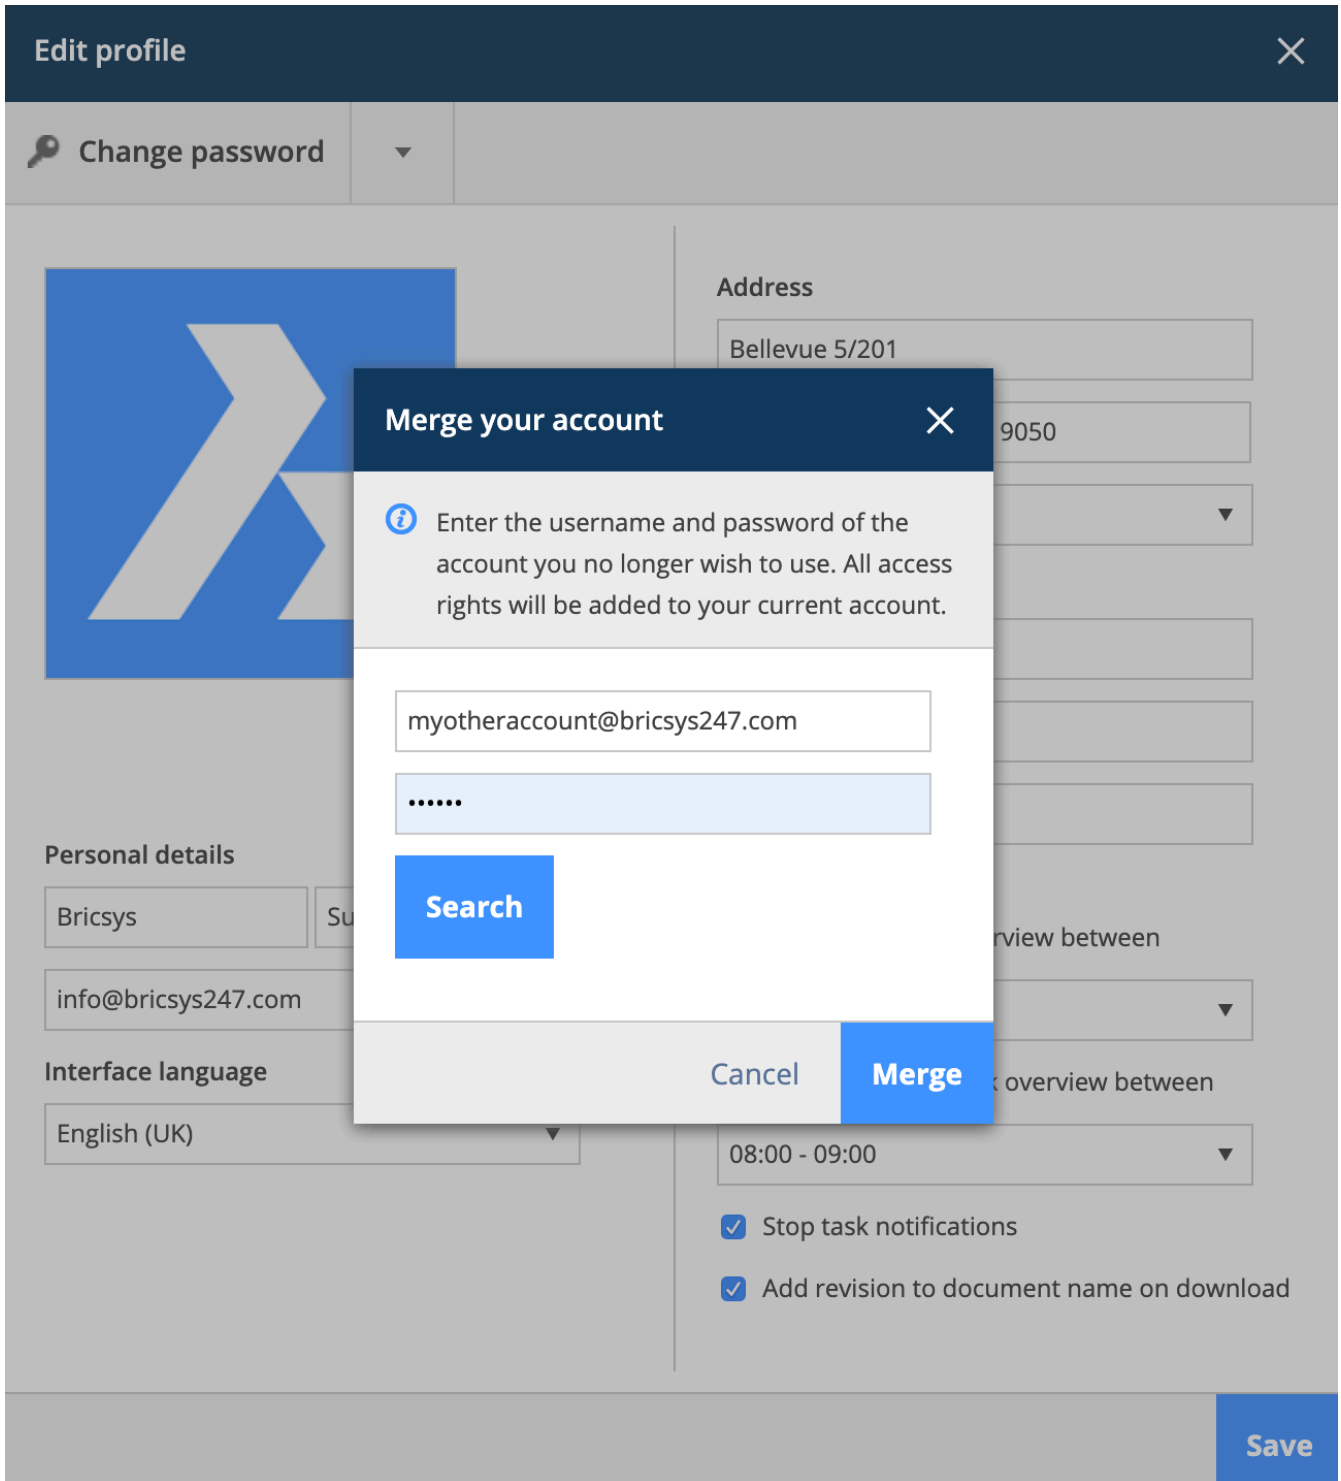 Edit profile
Change password
Address
Bellevue 5/201
9050
Merge your account
Enter the username and password of the
account you no longer wish to use. All access
rights will be added to your current account.
myotheraccount@bricsys247.com
••••••
Search
Cancel
Merge
Personal details
Bricsys
Su
info@bricsys247.com
Interface language
English (UK)
between
overview between
08:00 - 09:00
Stop task notifications
Add revision to document name on download
Save